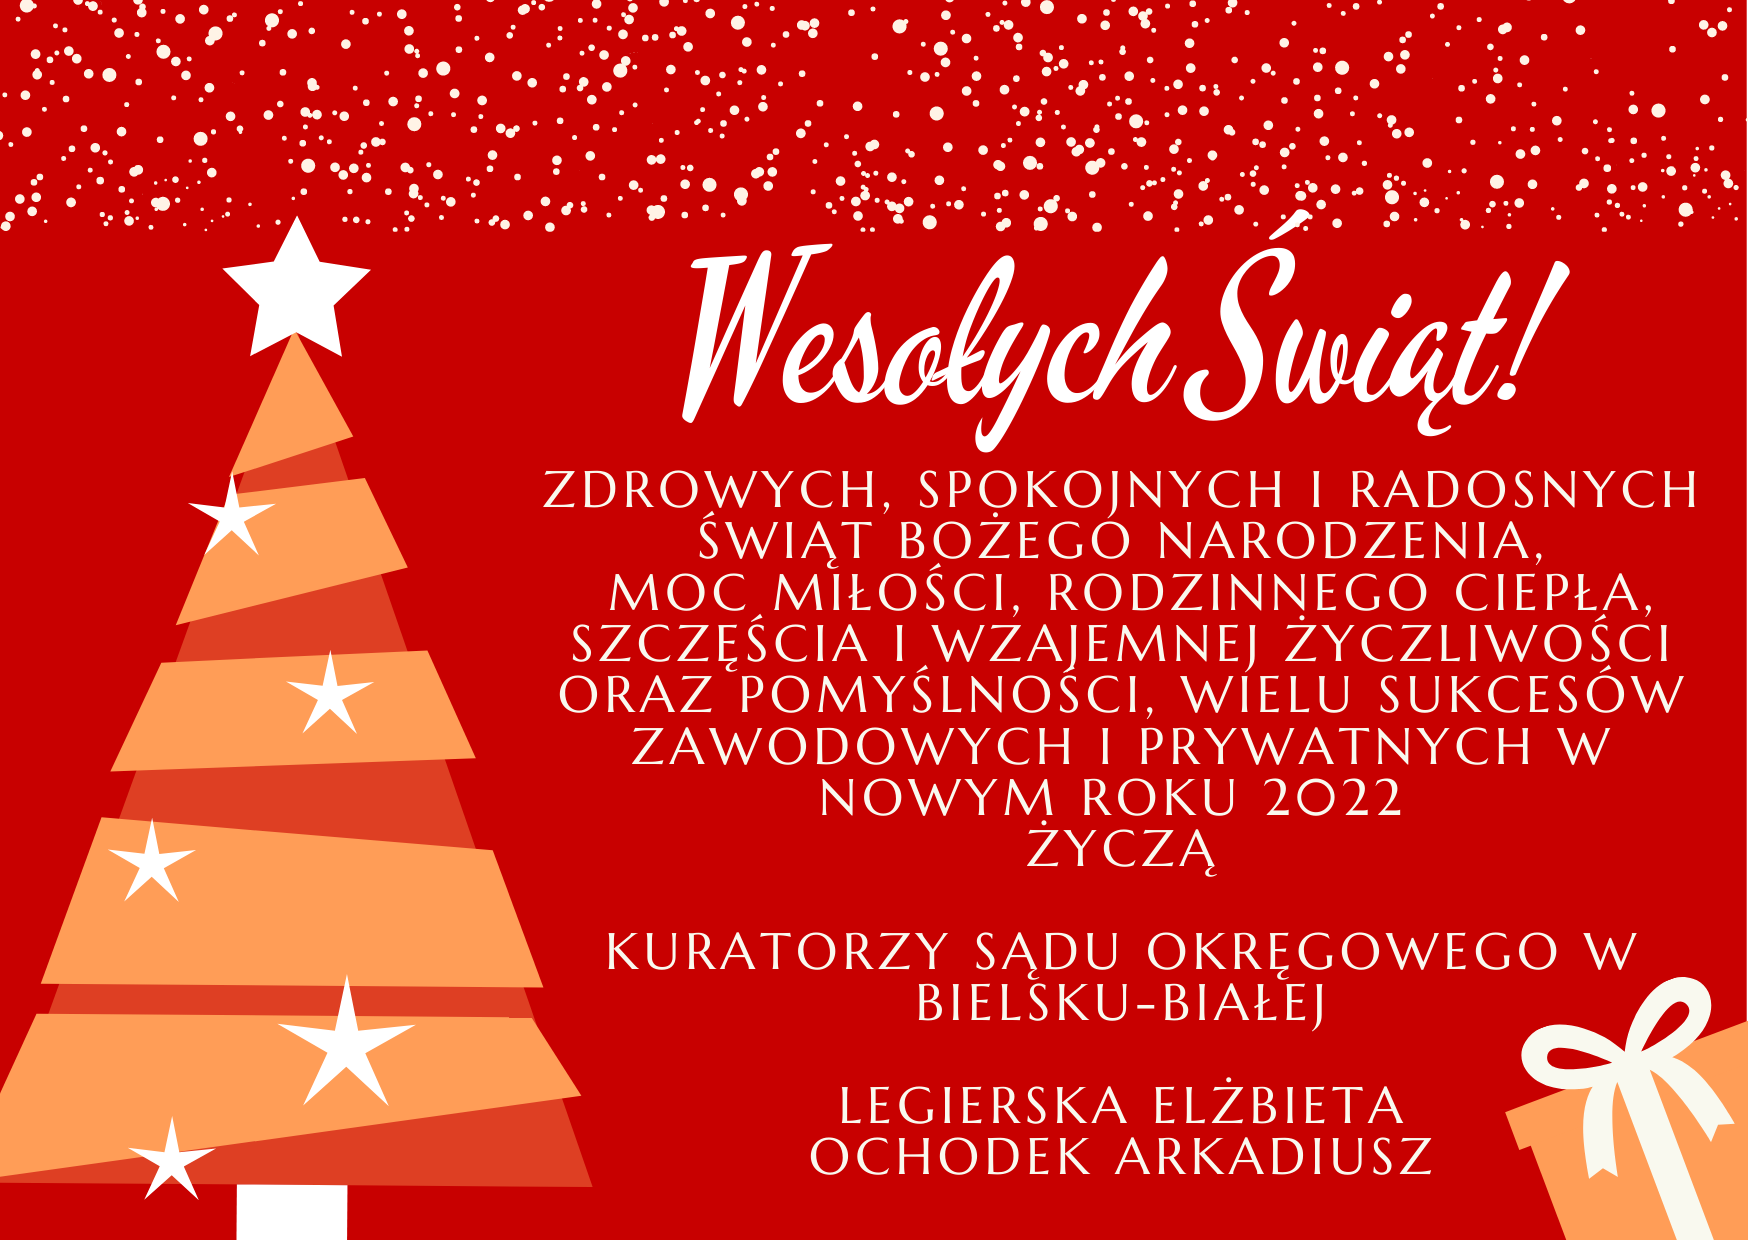 Wesołych Świąt!
ZDROWYCH, SPOKOJNYCH I RADOSNYCH
ŚWIĄT BOŻEGO NARODZENIA,
MOC MIŁOŚCI, RODZINNEGO CIEPŁA,
SZCZĘŚCIA I WZAJEMNEJ ŻYCZLIWOŚCI
ORAZ POMYŚLNOŚCI, WIELU SUKCESÓW
ZAWODOWYCH I PRYWATNYCH W
NOWYM ROKU 2022
ŻYCZĄ
KURATORZY SĄDU OKRĘGOWEGO W
BIELSKU-BIAŁEJ
LEGIERSKA ELŻBIETA
OCHODEK ARKADIUSZ